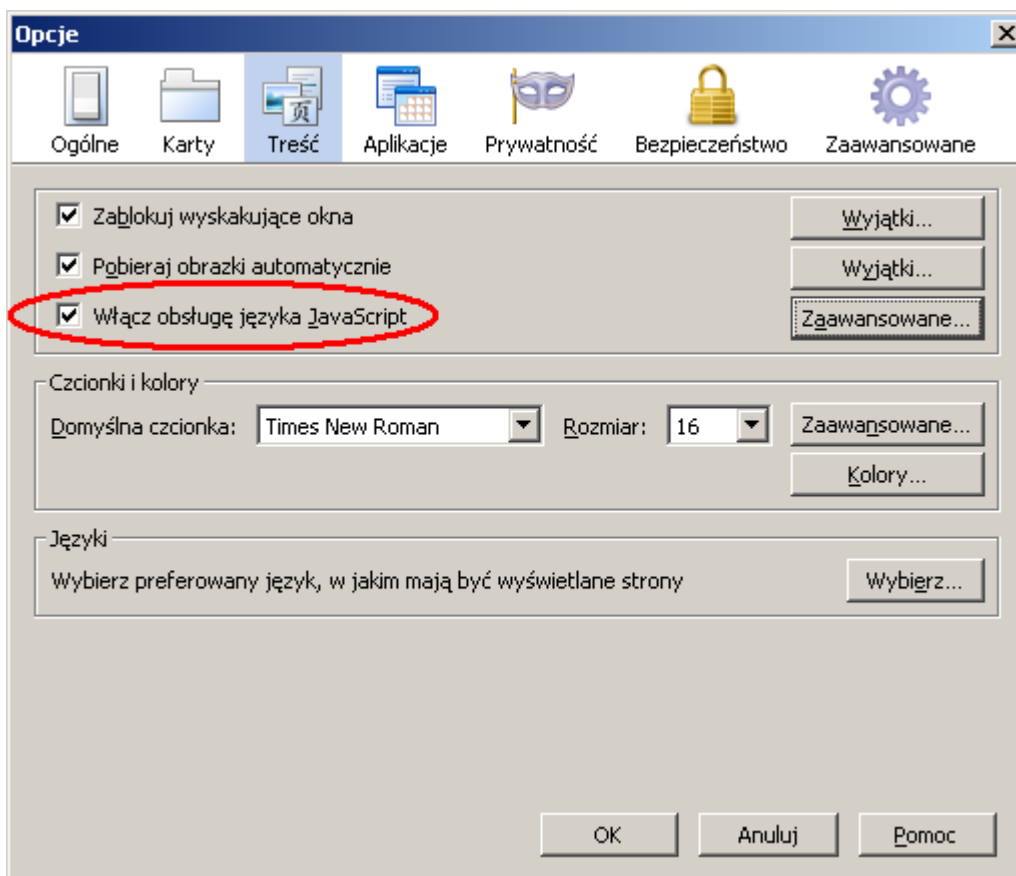 Opcje
Ogólne Karty Treść Aplikacje Prywatność Bezpieczeństwo Zaawansowane
页
Zablokuj wyskakujące okna Wyjątki...
Pobieraj obrazki automatycznie Wyjątki...
Włącz obsługę języka JavaScript Zaawansowane...
Czcionki i kolory
Domyślna czcionka: Times New Roman Rozmiar: 16 Zaawansowane...
Kolory...
Języki
Wybierz preferowany język, w jakim mają być wyświetlane strony Wybierz...
OK Anuluj Pomoc